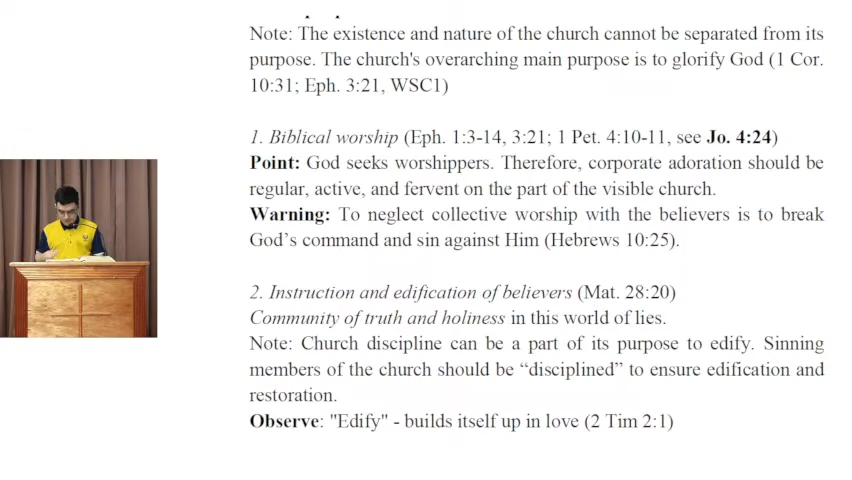 Note: The existence and nature of the church cannot be separated from its
purpose. The church's overarching main purpose is to glorify God (1 Cor.
10:31; Eph. 3:21, WSC1)
1. Biblical worship (Eph. 1:3-14, 3:21; 1 Pet. 4:10-11, see Jo. 4:24)
Point: God seeks worshippers. Therefore, corporate adoration should be
regular, active, and fervent on the part of the visible church.
Warning: To neglect collective worship with the believers is to break
God’s command and sin against Him (Hebrews 10:25).
2. Instruction and edification of believers (Mat. 28:20)
Community of truth and holiness in this world of lies.
Note: Church discipline can be a part of its purpose to edify. Sinning
members of the church should be “disciplined” to ensure edification and
restoration.
Observe: "Edify" - builds itself up in love (2 Tim 2:1)